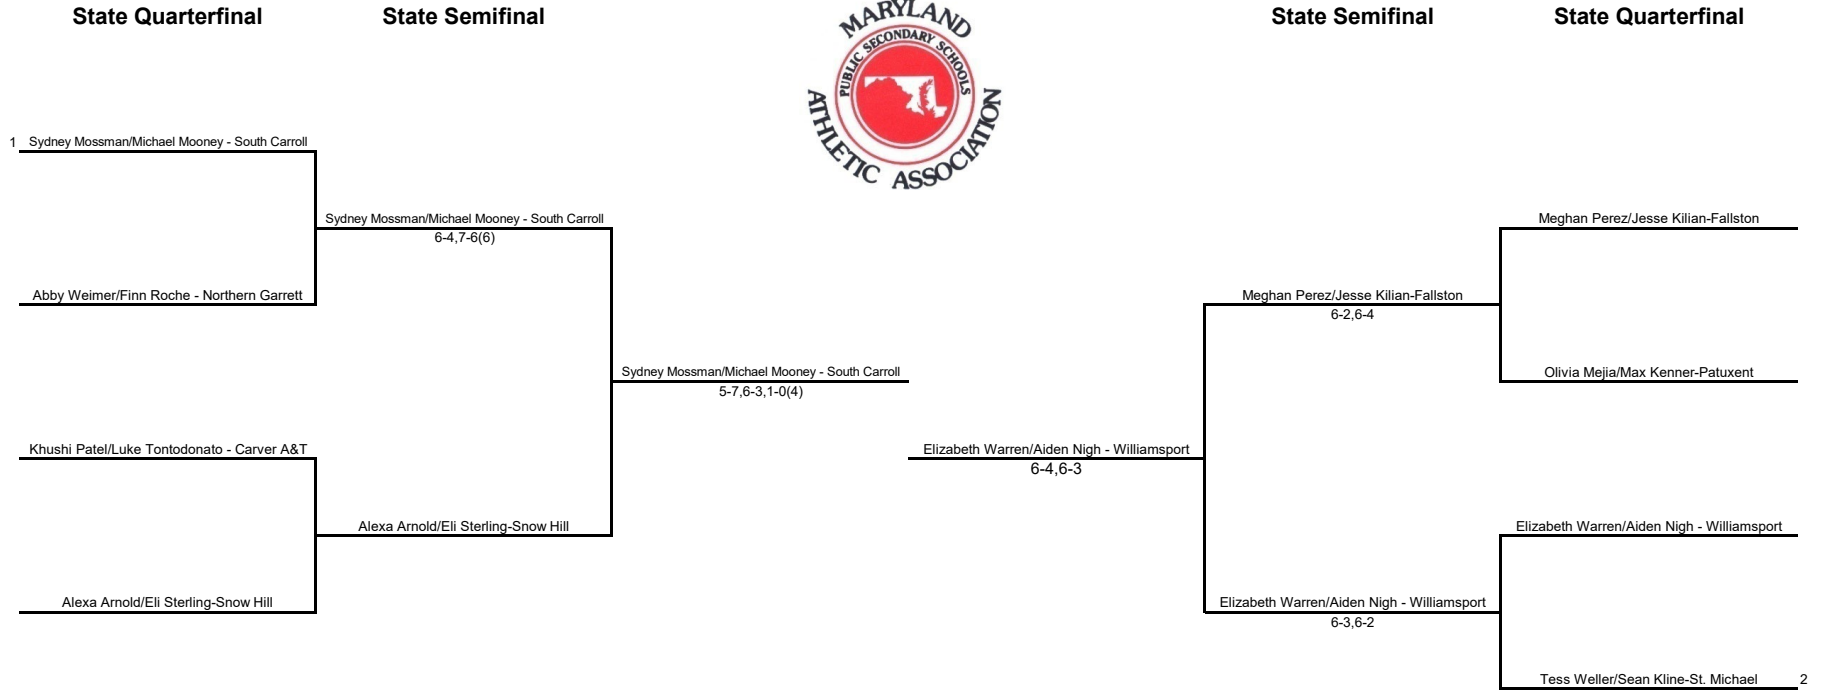 State Quarterfinal
State Semifinal
MARYLAND
PUBLIC SECONDARY SCHOOLS
ATHLETIC ASSOCIATION
State Semifinal
State Quarterfinal
1 Sydney Mossman/Michael Mooney - South Carroll
Sydney Mossman/Michael Mooney - South Carroll
6-4,7-6(6)
Abby Weimer/Finn Roche - Northern Garrett
Sydney Mossman/Michael Mooney - South Carroll
5-7,6-3,1-0(4)
Khushi Patel/Luke Tontodonato - Carver A&T
Alexa Arnold/Eli Sterling-Snow Hill
Alexa Arnold/Eli Sterling-Snow Hill
Elizabeth Warren/Aiden Nigh - Williamsport
6-4,6-3
Meghan Perez/Jesse Kilian-Fallston
Meghan Perez/Jesse Kilian-Fallston
6-2,6-4
Olivia Mejia/Max Kenner-Patuxent
Elizabeth Warren/Aiden Nigh - Williamsport
Elizabeth Warren/Aiden Nigh - Williamsport
6-3,6-2
Tess Weller/Sean Kline-St. Michael 2